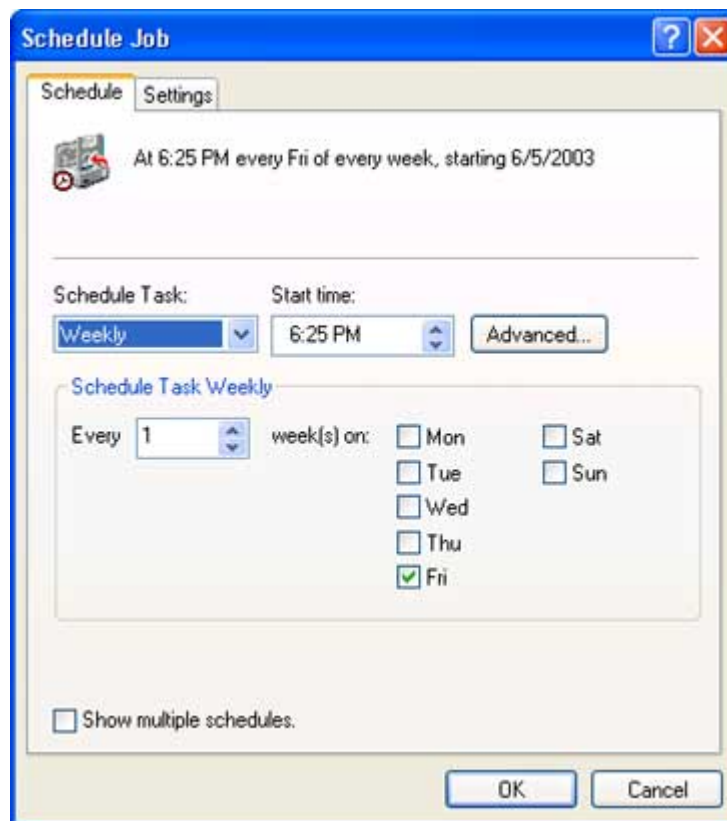 Schedule Job
Schedule Settings
At 6:25 PM every Fri of every week, starting 6/5/2003
Schedule Task: Start time:
Weekly 6:25 PM Advanced...
Schedule Task Weekly
Every 1 week(s) on: Mon Sat
Tue Sun
Wed
Thu
Fri
Show multiple schedules.
OK Cancel